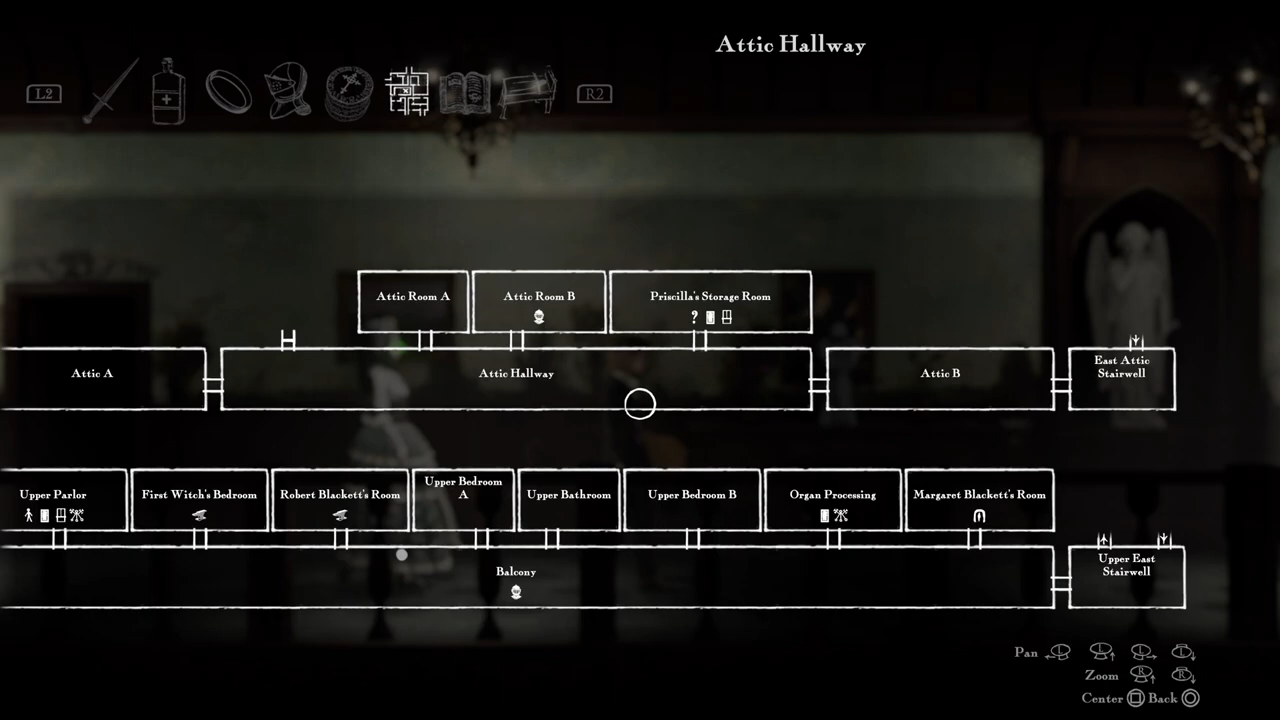 Attic Hallway
L2
R2
Attic Room A
Attic Room B
Priscilla's Storage Room
?
Attic A
Attic Hallway
Attic B
East Attic
Stairwell
Upper Parlor
First Witch's Bedroom
Robert Blackett's Room
Upper Bedroom
A
Upper Bathroom
Upper Bedroom B
Organ Processing
Margaret Blackett's Room
Balcony
Upper East
Stairwell
Pan L L L L
Zoom R R
Center Back